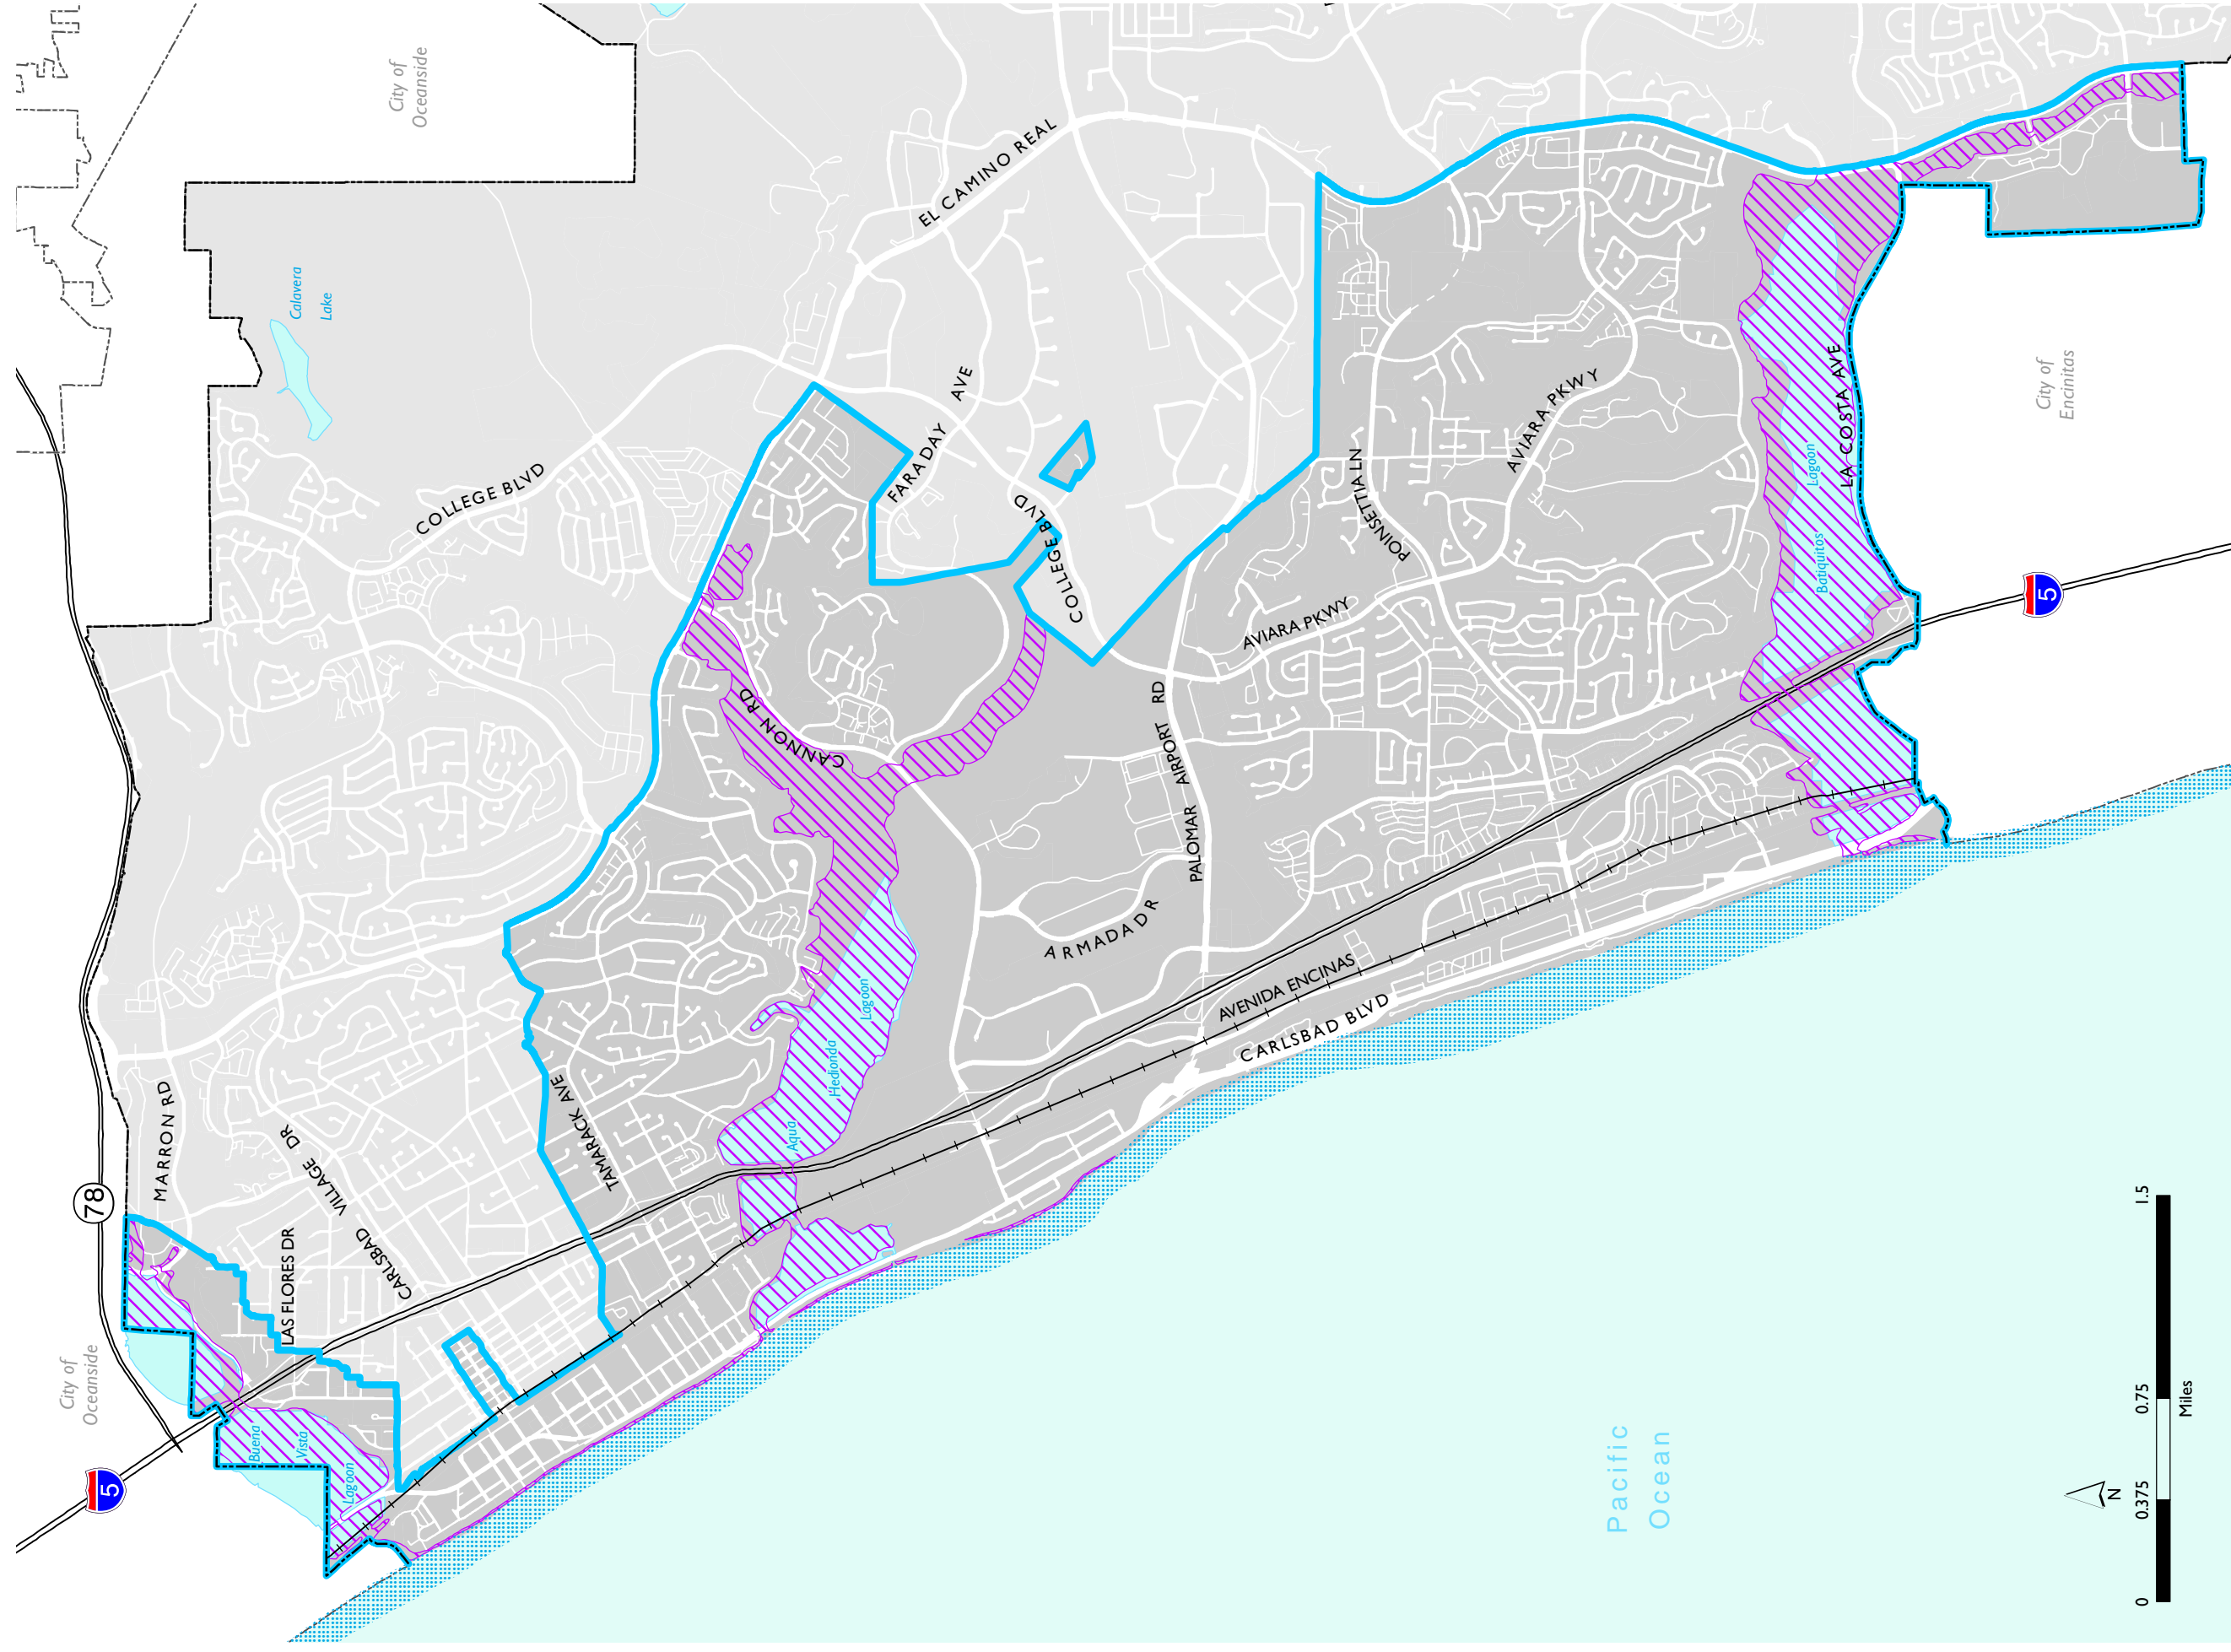 City of
Oceanside
Calavera
Lake
EL CAMINO REAL
COLLEGE BLVD
FARADAY AVE
COLLEGE BLVD
CANNON RD
POINSETTIA LN
AVIARA PKWY
AVIARA PKWY
LA COSTA AVE
Batiquitos Lagoon
City of
Encinitas
5
PALOMAR AIRPORT RD
ARMADA DR
AVENIDA ENCINAS
CARLSBAD BLVD
Aqua Hedionda Lagoon
TAMARACK AVE
MARRON RD
78
CARLSBAD VILLAGE DR
LAS FLORES DR
City of
Oceanside
5
Buena
Vista
Lagoon
Pacific
Ocean
N
0 0.375 0.75 1.5
Miles